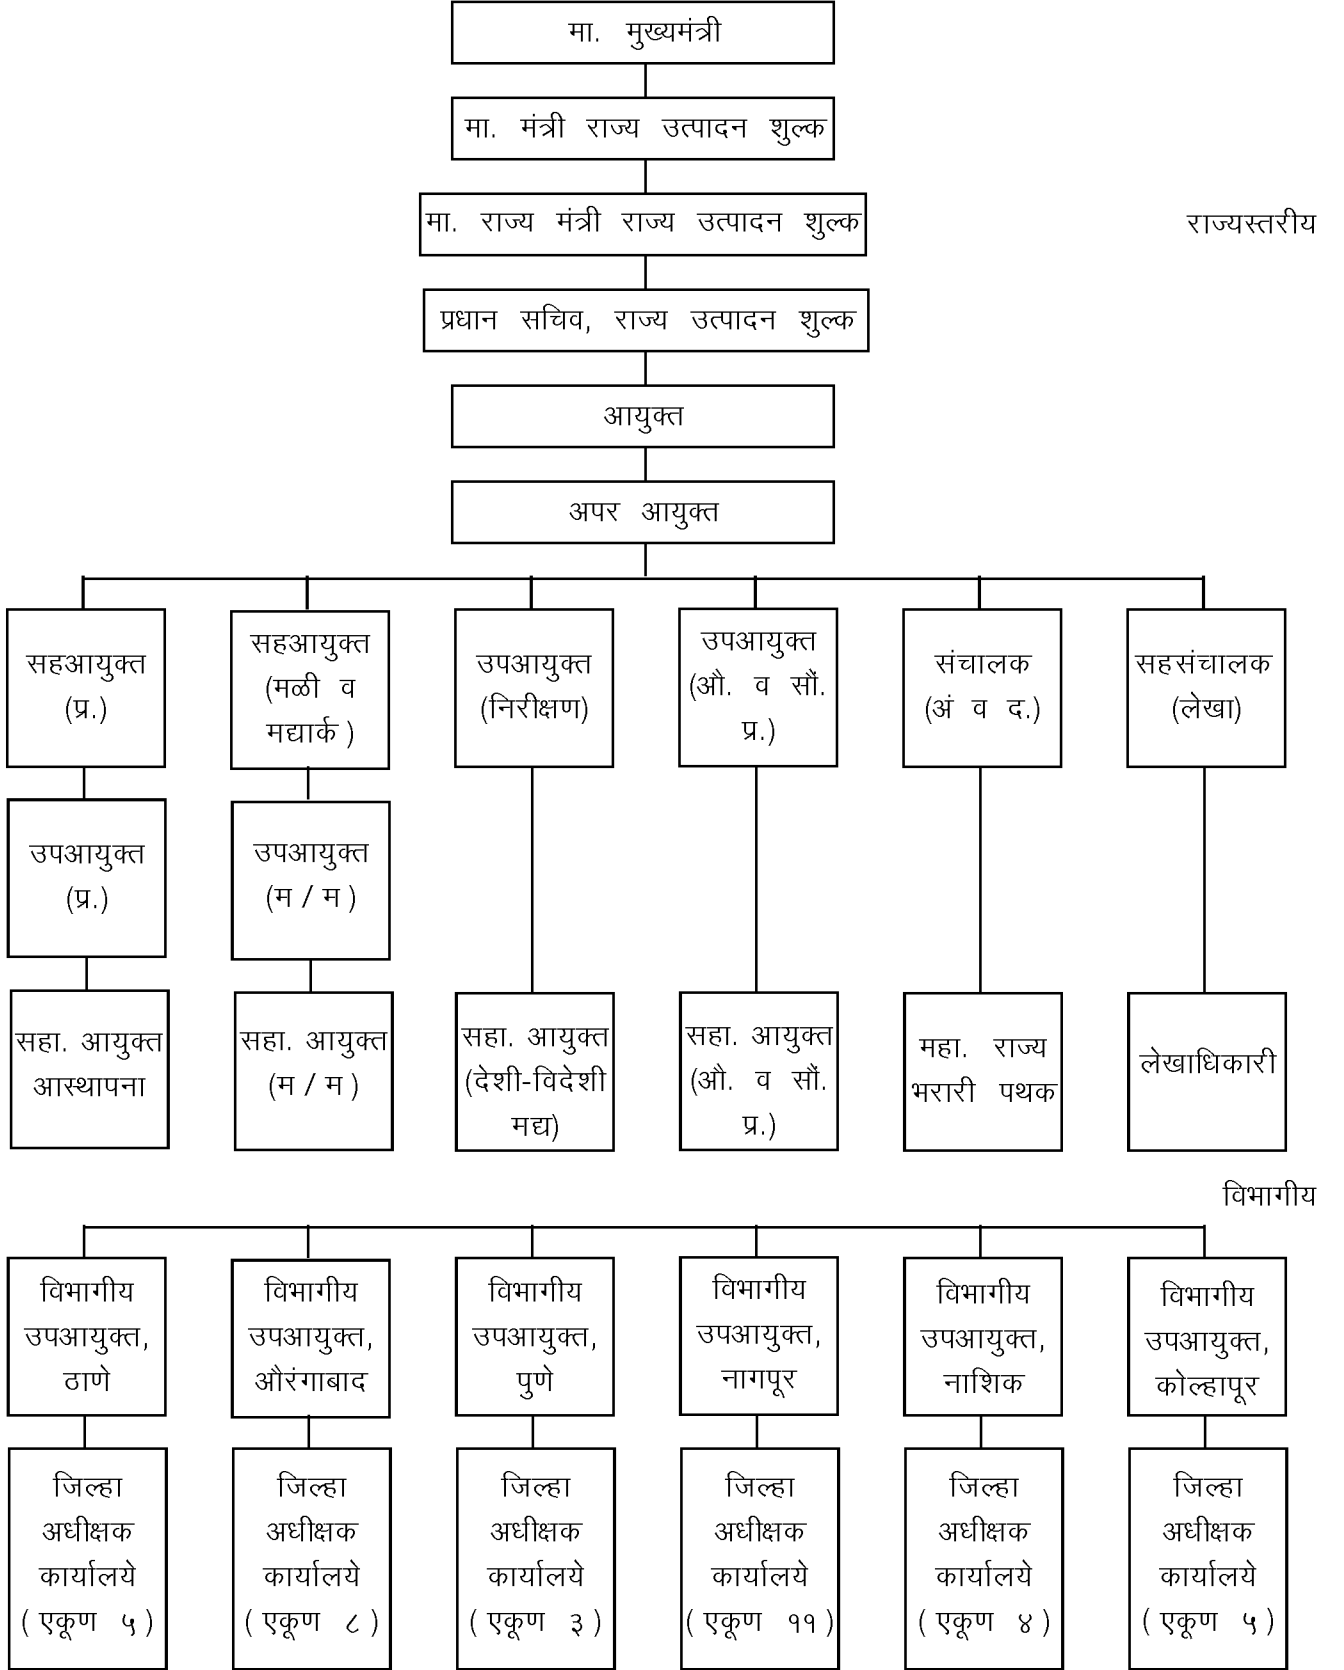 मा. मुख्यमंत्री
मा. मंत्री राज्य उत्पादन शुल्क
मा. राज्य मंत्री राज्य उत्पादन शुल्क
राज्यस्तरीय
प्रधान सचिव, राज्य उत्पादन शुल्क
आयुक्त
अपर आयुक्त
सहआयुक्त
(प्र.)
सहआयुक्त
(मळी व
मद्यार्क )
उपआयुक्त
(निरीक्षण)
उपआयुक्त
(औ. व सौं.
प्र.)
संचालक
(अं व द.)
सहसंचालक
(लेखा)
उपआयुक्त
(प्र.)
उपआयुक्त
(म / म )
सहा. आयुक्त
आस्थापना
सहा. आयुक्त
(म / म )
सहा. आयुक्त
(देशी-विदेशी
मद्य)
सहा. आयुक्त
(औ. व सौं.
प्र.)
महा. राज्य
भरारी पथक
लेखाधिकारी
विभागीय
विभागीय
उपआयुक्त,
ठाणे
विभागीय
उपआयुक्त,
औरंगाबाद
विभागीय
उपआयुक्त,
पुणे
विभागीय
उपआयुक्त,
नागपूर
विभागीय
उपआयुक्त,
नाशिक
विभागीय
उपआयुक्त,
कोल्हापूर
जिल्हा
अधीक्षक
कार्यालये
( एकूण ५ )
जिल्हा
अधीक्षक
कार्यालये
( एकूण ८ )
जिल्हा
अधीक्षक
कार्यालये
( एकूण ३ )
जिल्हा
अधीक्षक
कार्यालये
( एकूण ११ )
जिल्हा
अधीक्षक
कार्यालये
( एकूण ४ )
जिल्हा
अधीक्षक
कार्यालये
( एकूण ५ )